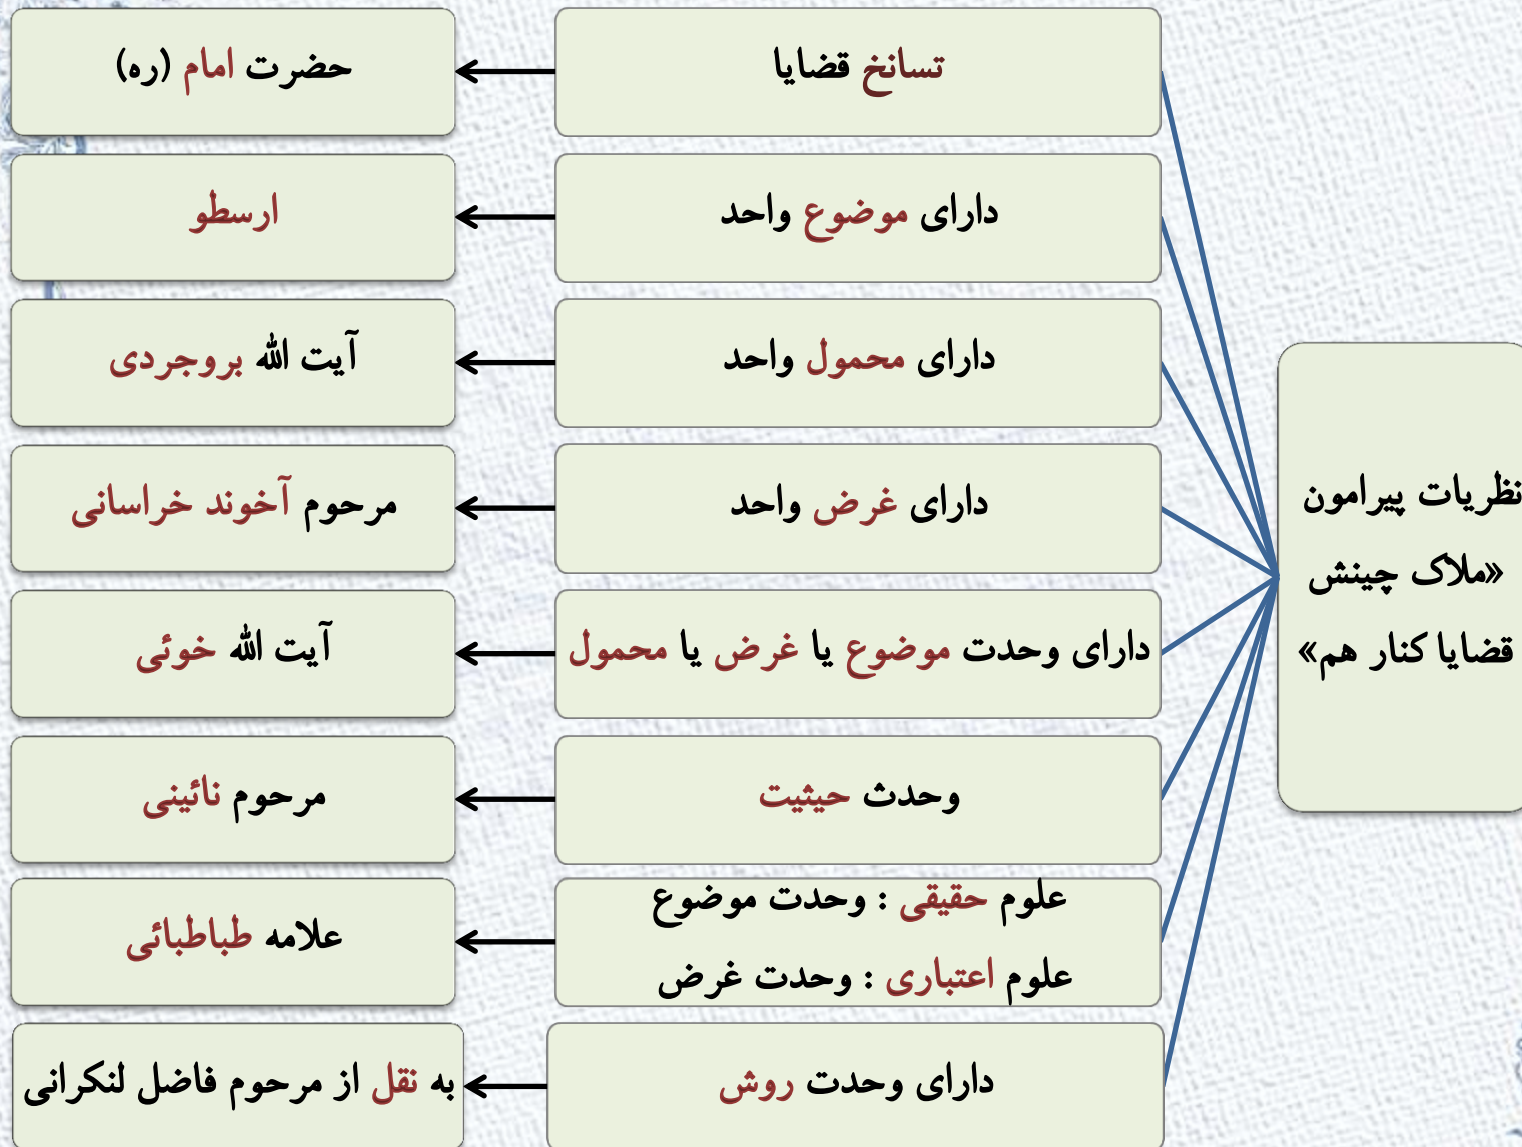 نظریات پیرامون
«ملاک چینش
قضایا کنار هم»
تسانخ قضایا
حضرت امام (ره)
دارای موضوع واحد
ارسطو
دارای محمول واحد
آیت الله بروجردی
دارای غرض واحد
مرحوم آخوند خراسانی
دارای وحدت موضوع یا غرض یا محمول
آیت الله خوئی
وحدث حیثیت
مرحوم نائینی
علوم حقیقی : وحدت موضوع
علوم اعتباری : وحدت غرض
علامه طباطبائی
دارای وحدت روش
به نقل از مرحوم فاضل لنکرانی